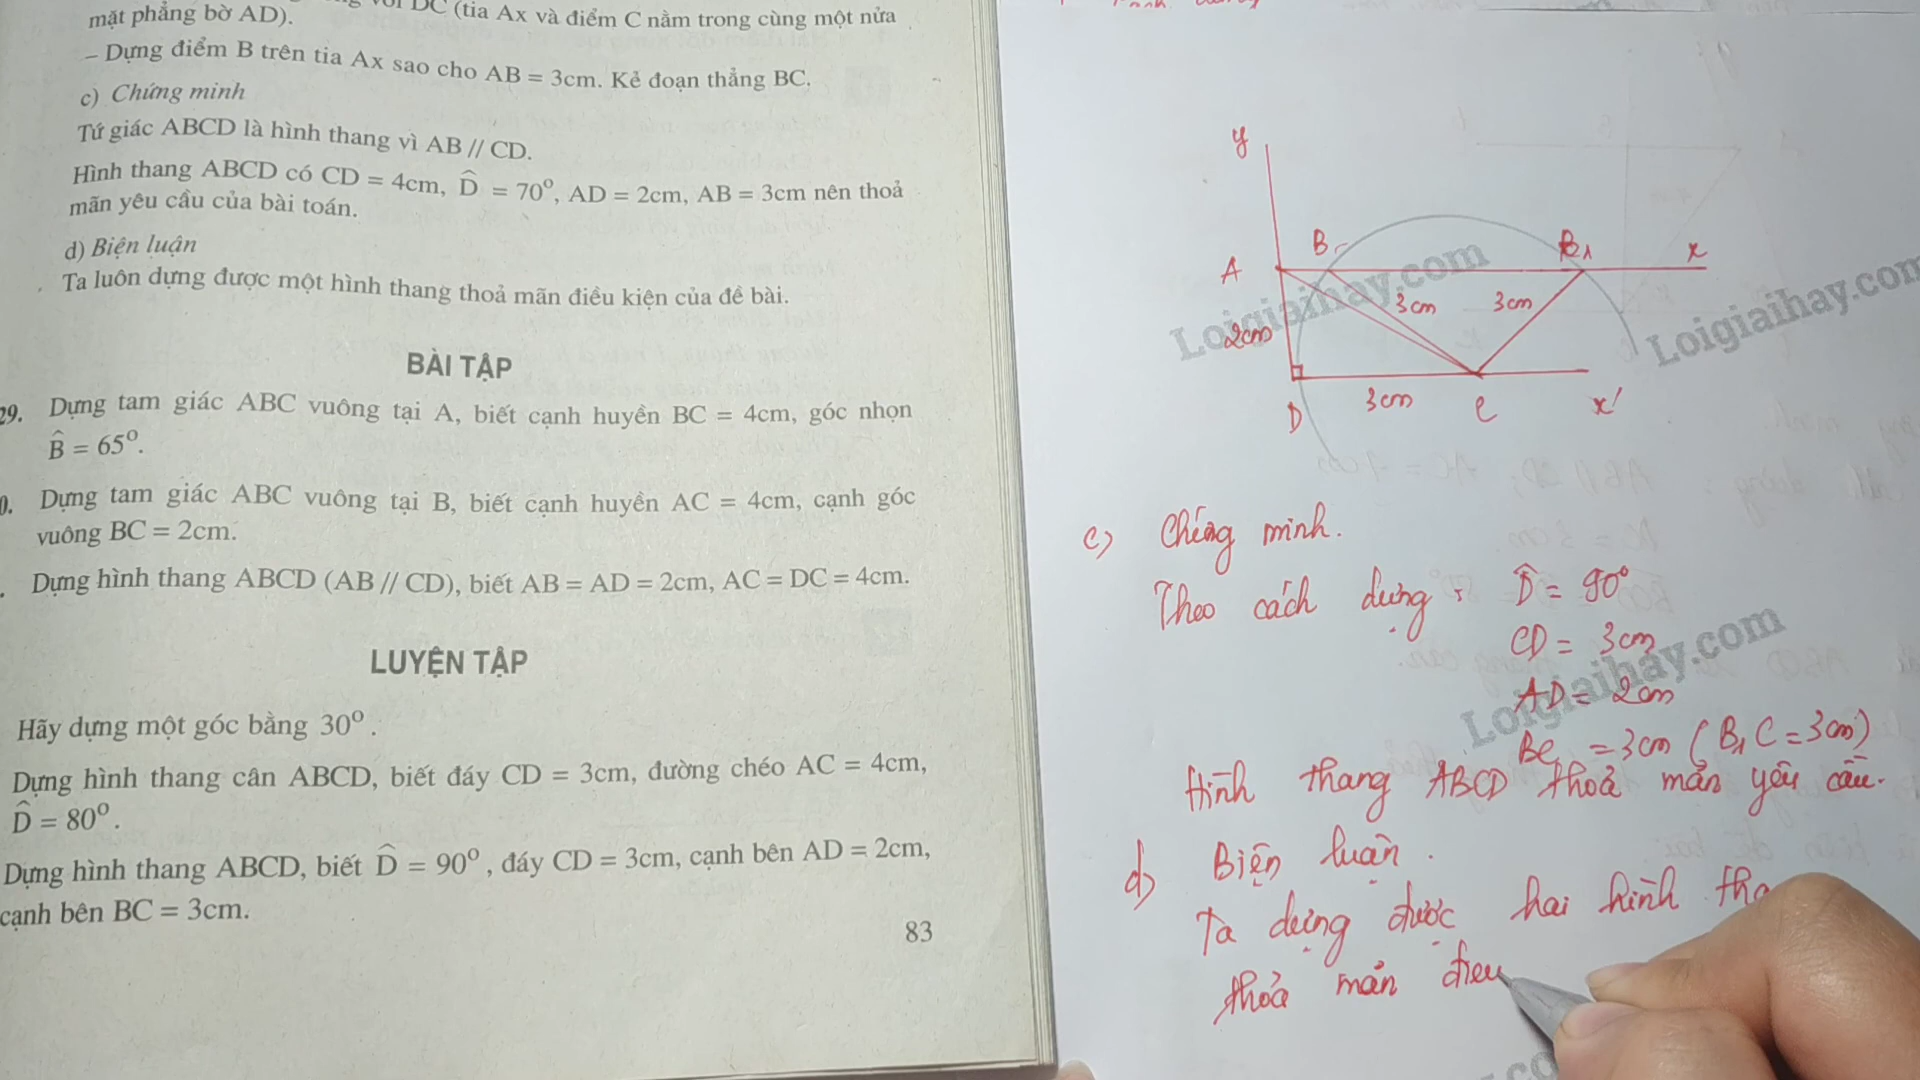 DC (tia Ax và điểm C nằm trong cùng một nửa
mặt phẳng bờ AD).
– Dựng điểm B trên tia Ax sao cho AB = 3cm. Kẻ đoạn thẳng BC.
c) Chứng minh
Tứ giác ABCD là hình thang vì AB // CD.
Hình thang ABCD có CD = 4cm, D̂ = 70°, AD = 2cm, AB = 3cm nên thoả
mãn yêu cầu của bài toán.
d) Biện luận
Ta luôn dựng được một hình thang thoả mãn điều kiện của đề bài.
BÀI TẬP
29. Dựng tam giác ABC vuông tại A, biết cạnh huyền BC = 4cm, góc nhọn
B̂ = 65°.
0. Dựng tam giác ABC vuông tại B, biết cạnh huyền AC = 4cm, cạnh góc
vuông BC = 2cm.
. Dựng hình thang ABCD (AB // CD), biết AB = AD = 2cm, AC = DC = 4cm.
LUYỆN TẬP
Hãy dựng một góc bằng 30°.
Dựng hình thang cân ABCD, biết đáy CD = 3cm, đường chéo AC = 4cm,
D̂ = 80°.
Dựng hình thang ABCD, biết D̂ = 90°, đáy CD = 3cm, cạnh bên AD = 2cm,
cạnh bên BC = 3cm.
83
y
A B B1 x
3cm 3cm
2cm
D 3cm C x'
Loigiaihay.com
Loigiaihay.com
c) Chứng minh.
Theo cách dựng: D̂ = 90°
CD = 3cm
AD = 2cm
BC = 3cm (B1C = 3cm)
Hình thang ABCD thoả mãn yêu cầu.
Loigiaihay.com
d) Biện luận.
Ta dựng được hai hình tha
thoả mãn đieu